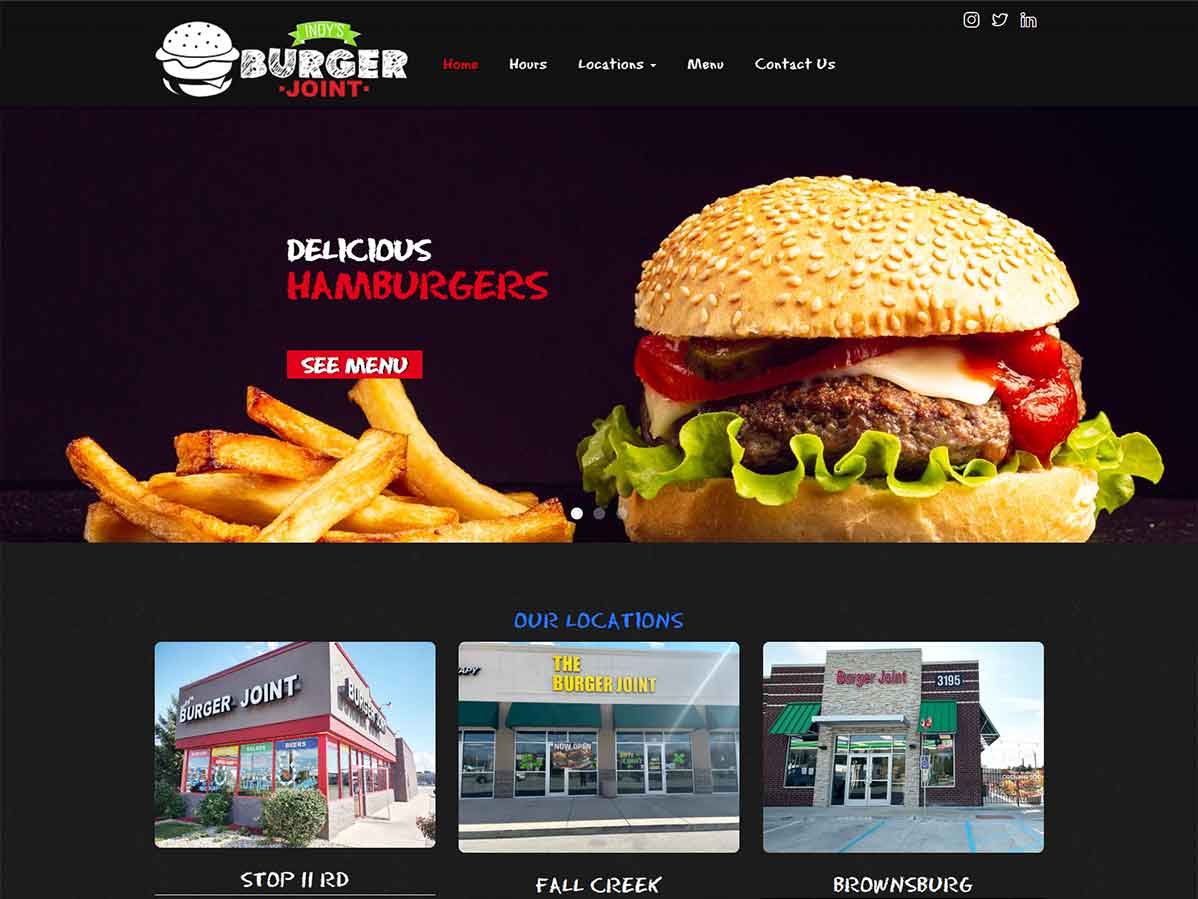 INDY'S
BURGER
·JOINT·
Home
Hours
Locations
Menu
Contact Us
DELICIOUS
HAMBURGERS
SEE MENU
OUR LOCATIONS
BURGER JOINT
BURGER JOINT
SALADS
BEERS
THE
BURGER JOINT
NOW OPEN
Burger Joint
3195
STOP 11 RD
FALL CREEK
BROWNSBURG